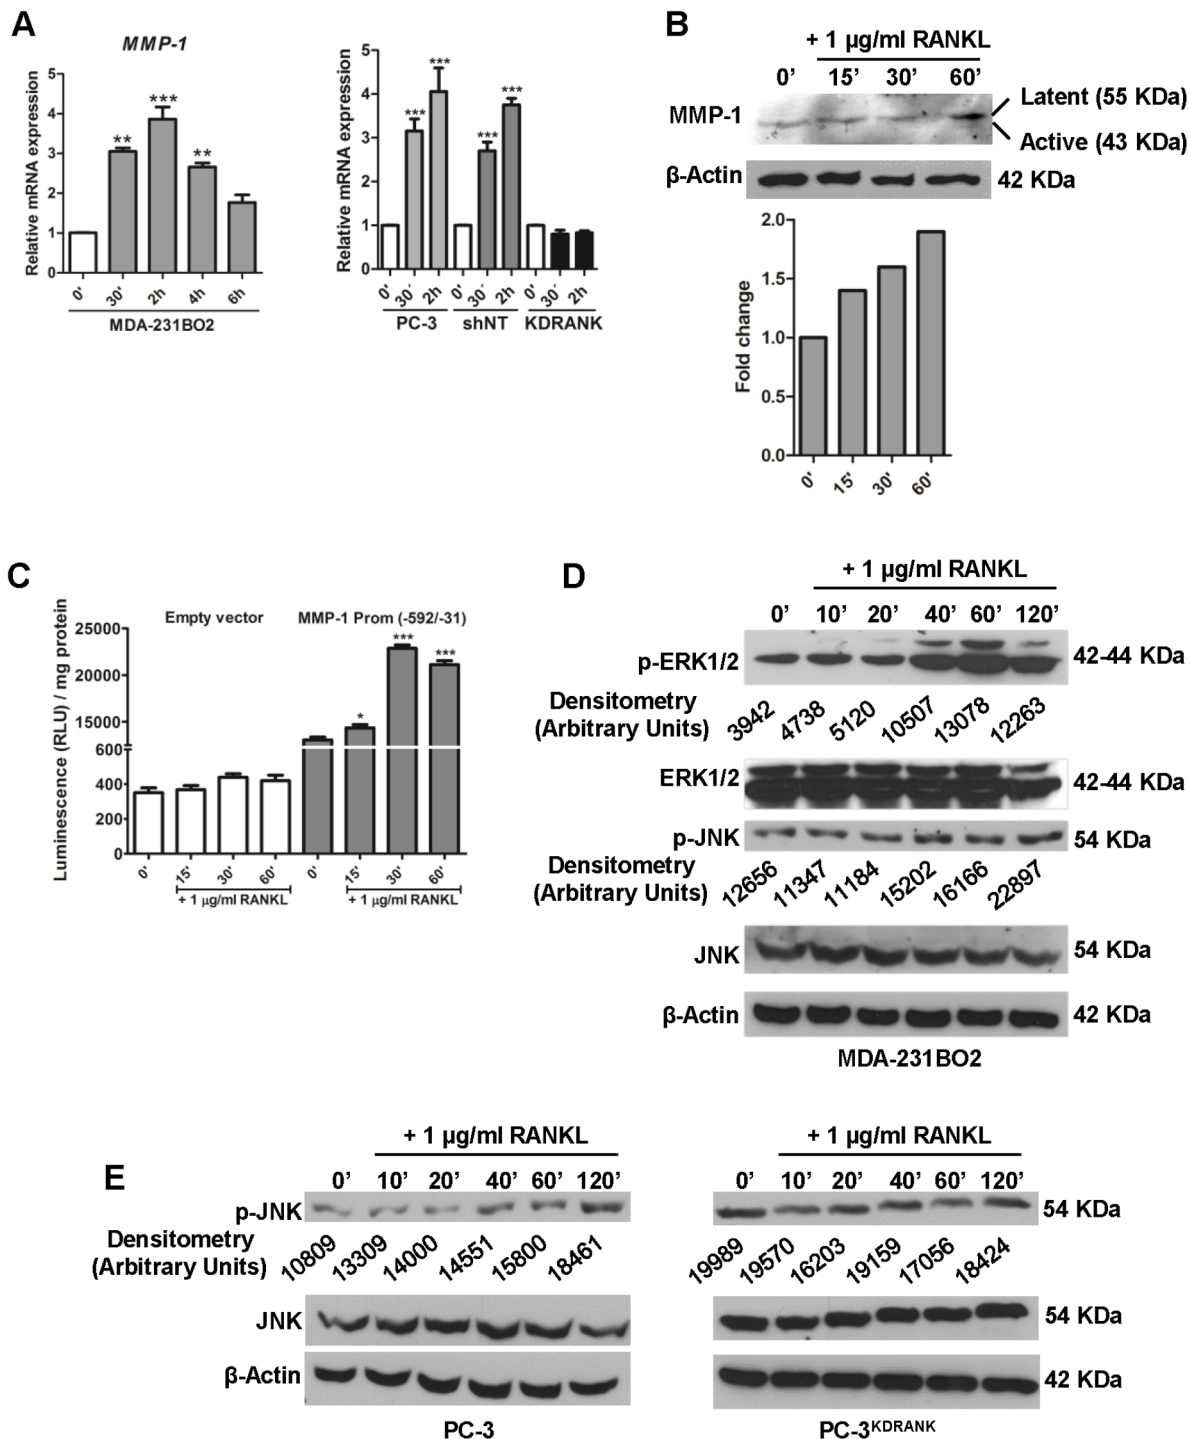 A
MMP-1
Relative mRNA expression
5
4
3
2
1
0
**
***
**
0'
30'
2h
4h
6h
MDA-231BO2
Relative mRNA expression
5
4
3
2
1
0
***
***
***
***
0'
30'
2h
0'
30'
2h
0'
30'
2h
PC-3
shNT
KDRANK
B
+ 1 µg/ml RANKL
0’ 15’ 30’ 60’
MMP-1
Latent (55 KDa)
Active (43 KDa)
β-Actin
42 KDa
Fold change
2.0
1.5
1.0
0.5
0.0
0'
15'
30'
60'
C
Empty vector
MMP-1 Prom (-592/-31)
Luminescence (RLU) / mg protein
25000
20000
15000
600
400
200
0
*
***
***
0'
15'
30'
60'
0'
15'
30'
60'
+ 1 µg/ml RANKL
+ 1 µg/ml RANKL
D
+ 1 µg/ml RANKL
0’ 10’ 20’ 40’ 60’ 120’
p-ERK1/2
42-44 KDa
Densitometry
(Arbitrary Units)
3942 4738 5120 10507 13078 12263
ERK1/2
42-44 KDa
p-JNK
54 KDa
Densitometry
(Arbitrary Units)
12656 11347 11184 15202 16166 22897
JNK
54 KDa
β-Actin
42 KDa
MDA-231BO2
E
+ 1 µg/ml RANKL
0’ 10’ 20’ 40’ 60’ 120’
p-JNK
Densitometry
(Arbitrary Units)
10809 13309 14000 14551 15800 18461
JNK
β-Actin
PC-3
+ 1 µg/ml RANKL
0’ 10’ 20’ 40’ 60’ 120’
54 KDa
19989 19570 16203 19159 17056 18424
54 KDa
42 KDa
PC-3KDRANK